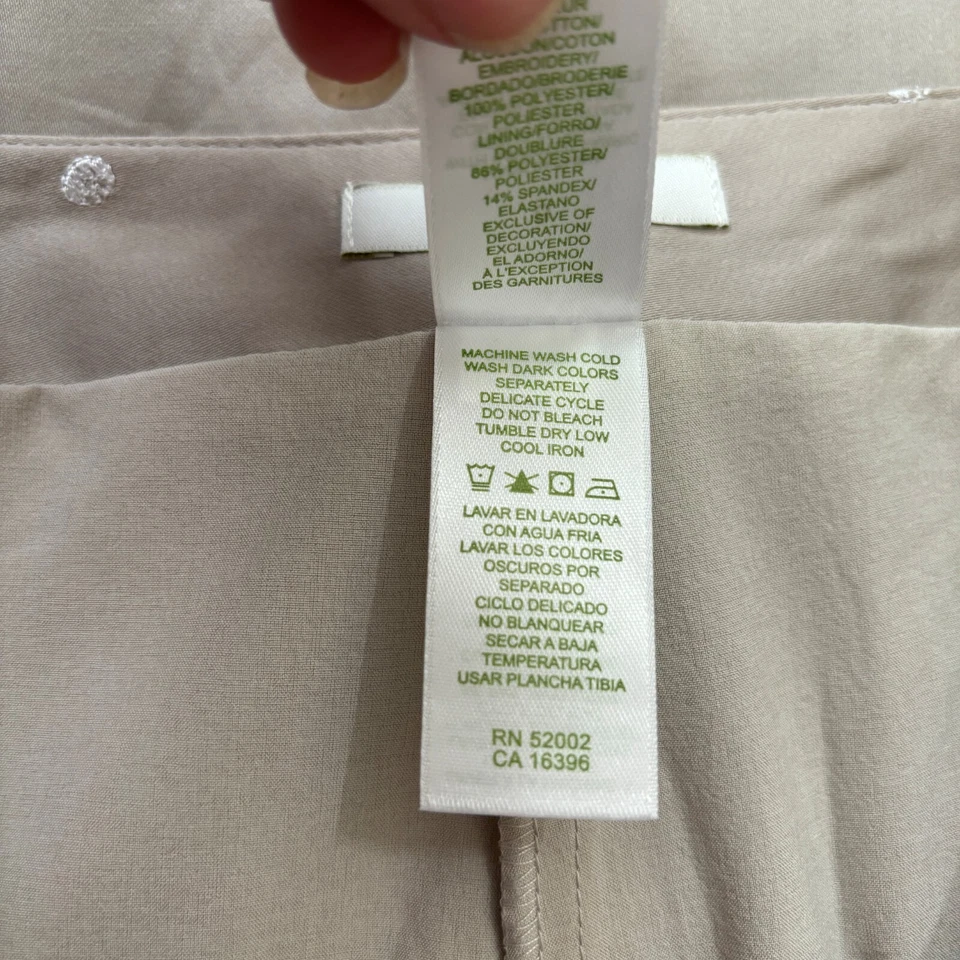 COTTON/
ALGODON/COTON
EMBROIDERY/
BORDADO/BRODERIE
100% POLYESTER/
POLIESTER
LINING/FORRO/
DOUBLURE
86% POLYESTER/
POLIESTER
14% SPANDEX/
ELASTANO
EXCLUSIVE OF
DECORATION/
EXCLUYENDO
EL ADORNO/
À L'EXCEPTION
DES GARNITURES
MACHINE WASH COLD
WASH DARK COLORS
SEPARATELY
DELICATE CYCLE
DO NOT BLEACH
TUMBLE DRY LOW
COOL IRON
LAVAR EN LAVADORA
CON AGUA FRIA
LAVAR LOS COLORES
OSCUROS POR
SEPARADO
CICLO DELICADO
NO BLANQUEAR
SECAR A BAJA
TEMPERATURA
USAR PLANCHA TIBIA
RN 52002
CA 16396